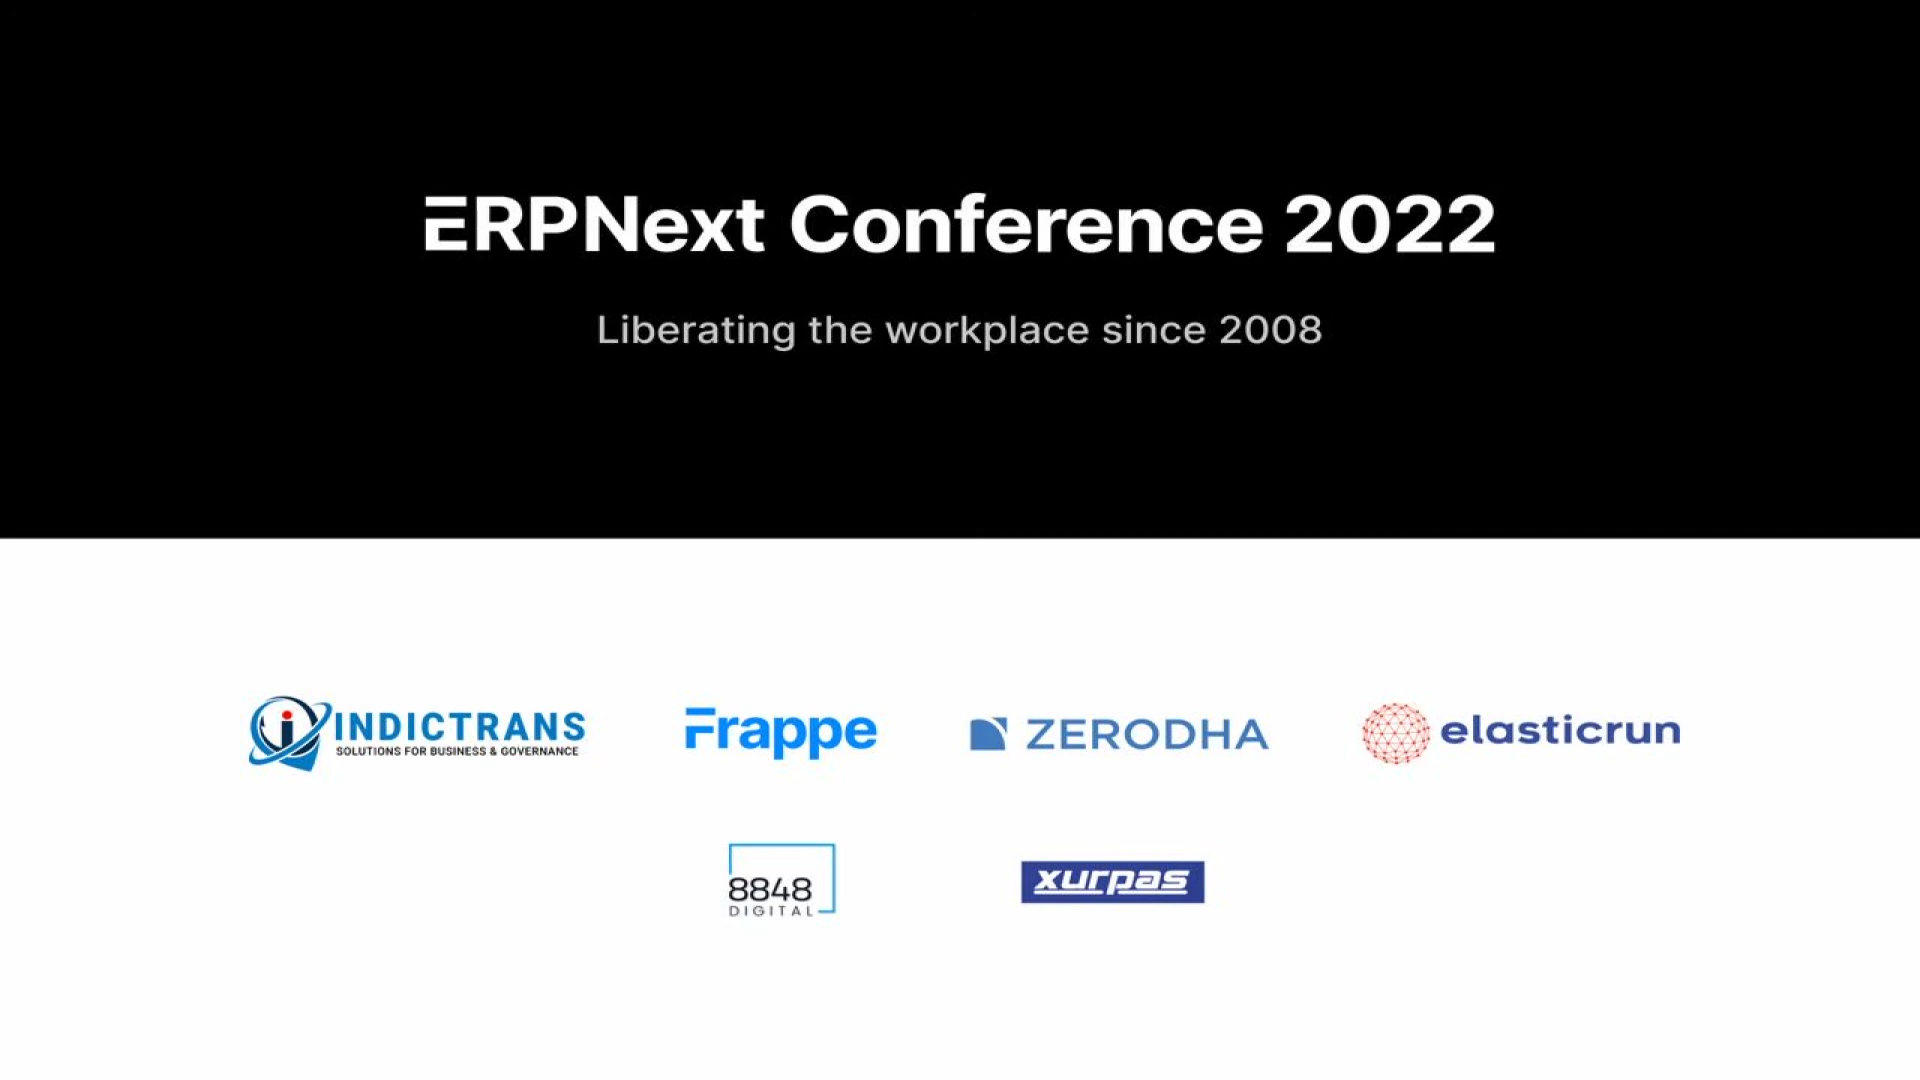 ERPNext Conference 2022
Liberating the workplace since 2008
INDICTRANS
SOLUTIONS FOR BUSINESS & GOVERNANCE
Frappe
ZERODHA
elasticrun
8848
DIGITAL
xurpas